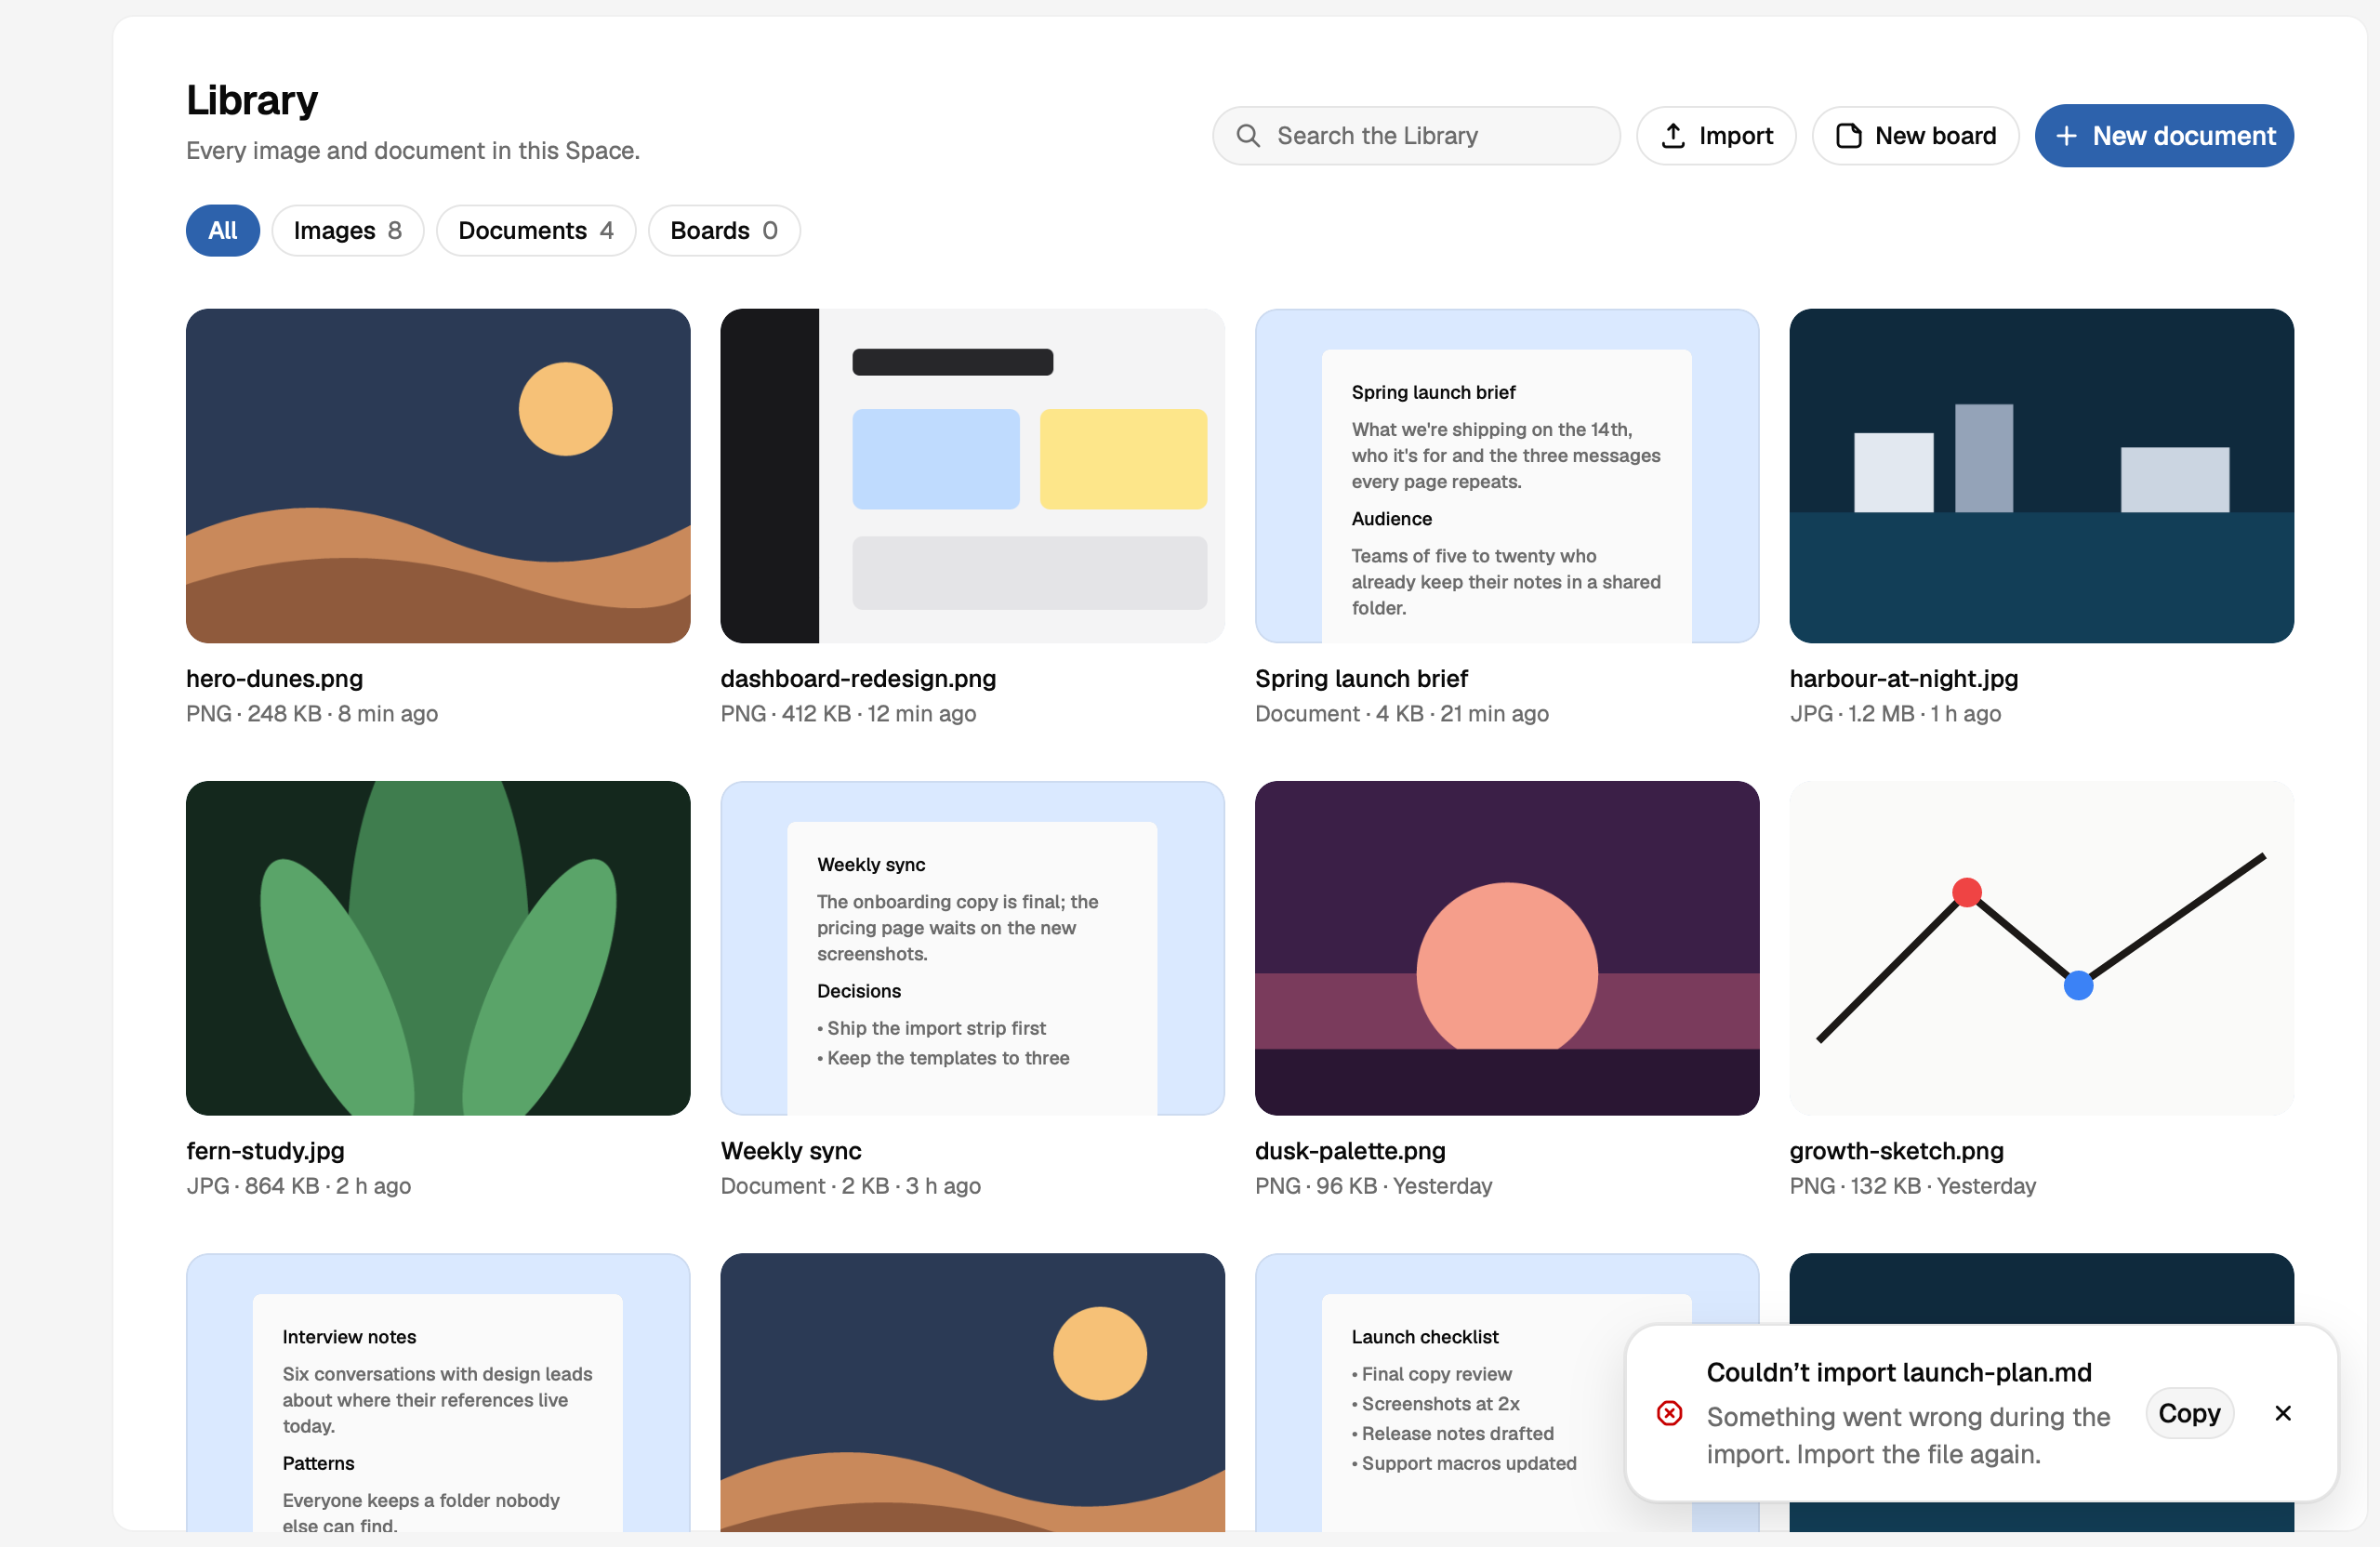 Library
Every image and document in this Space.
Search the Library
Import
New board
New document
All
Images 8
Documents 4
Boards 0
Spring launch brief
What we're shipping on the 14th,
who it's for and the three messages
every page repeats.
Audience
Teams of five to twenty who
already keep their notes in a shared
folder.
hero-dunes.png
PNG · 248 KB · 8 min ago
dashboard-redesign.png
PNG · 412 KB · 12 min ago
Spring launch brief
Document · 4 KB · 21 min ago
harbour-at-night.jpg
JPG · 1.2 MB · 1 h ago
Weekly sync
The onboarding copy is final; the
pricing page waits on the new
screenshots.
Decisions
• Ship the import strip first
• Keep the templates to three
fern-study.jpg
JPG · 864 KB · 2 h ago
Weekly sync
Document · 2 KB · 3 h ago
dusk-palette.png
PNG · 96 KB · Yesterday
growth-sketch.png
PNG · 132 KB · Yesterday
Interview notes
Six conversations with design leads
about where their references live
today.
Patterns
Everyone keeps a folder nobody
else can find.
Launch checklist
• Final copy review
• Screenshots at 2x
• Release notes drafted
• Support macros updated
Couldn’t import launch-plan.md
Something went wrong during the
import. Import the file again.
Copy